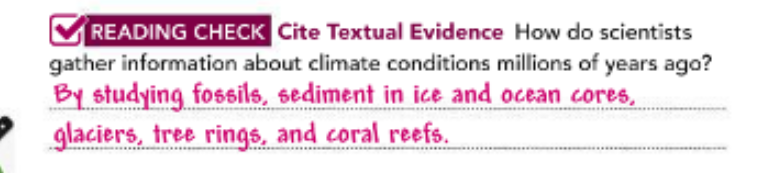 READING CHECK Cite Textual Evidence How do scientists
gather information about climate conditions millions of years ago?
By studying fossils, sediment in ice and ocean cores,
glaciers, tree rings, and coral reefs.